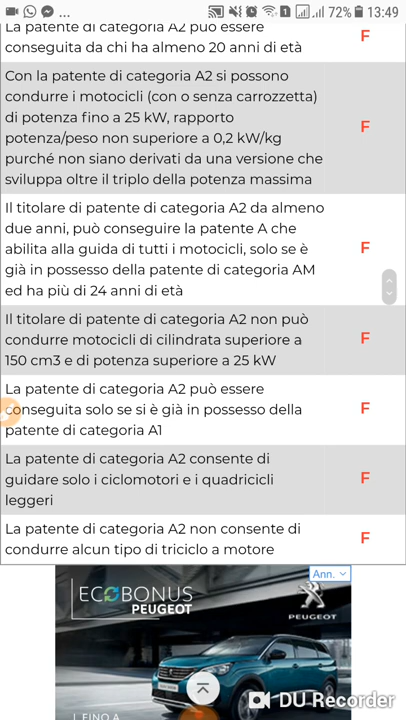 ... 72% 13:49
La patente di categoria A2 può essere
conseguita da chi ha almeno 20 anni di età
F
Con la patente di categoria A2 si possono
condurre i motocicli (con o senza carrozzetta)
di potenza fino a 25 kW, rapporto
potenza/peso non superiore a 0,2 kW/kg
purché non siano derivati da una versione che
sviluppa oltre il triplo della potenza massima
F
Il titolare di patente di categoria A2 da almeno
due anni, può conseguire la patente A che
abilita alla guida di tutti i motocicli, solo se è
già in possesso della patente di categoria AM
ed ha più di 24 anni di età
F
Il titolare di patente di categoria A2 non può
condurre motocicli di cilindrata superiore a
150 cm3 e di potenza superiore a 25 kW
F
La patente di categoria A2 può essere
conseguita solo se si è già in possesso della
patente di categoria A1
F
La patente di categoria A2 consente di
guidare solo i ciclomotori e i quadricicli
leggeri
F
La patente di categoria A2 non consente di
condurre alcun tipo di triciclo a motore
F
Ann.
ECOBONUS
PEUGEOT
PEUGEOT
FINO A
DU Recorder